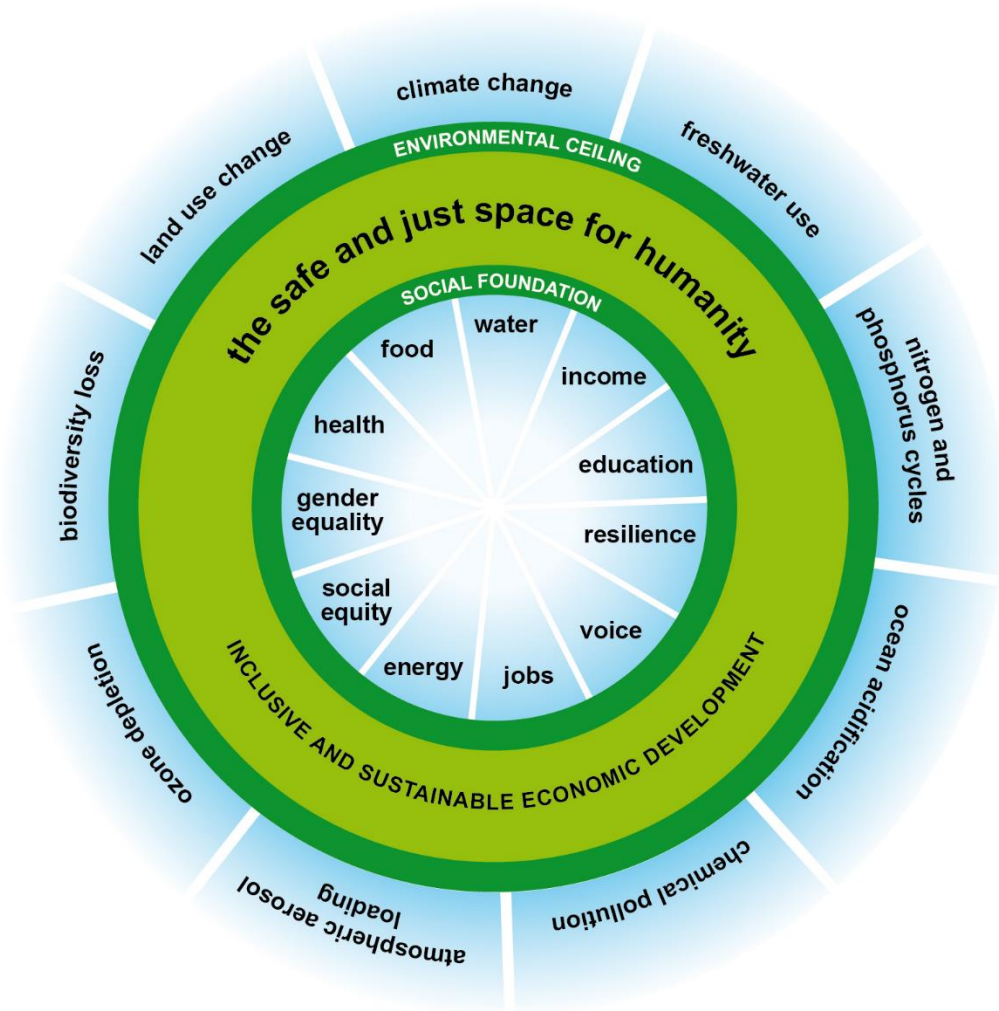 climate change
freshwater use
nitrogen and
phosphorus cycles
ocean acidification
chemical pollution
atmospheric aerosol
loading
ozone depletion
biodiversity loss
land use change
ENVIRONMENTAL CEILING
the safe and just space for humanity
SOCIAL FOUNDATION
water
income
education
resilience
voice
jobs
energy
social
equity
gender
equality
health
food
INCLUSIVE AND SUSTAINABLE ECONOMIC DEVELOPMENT